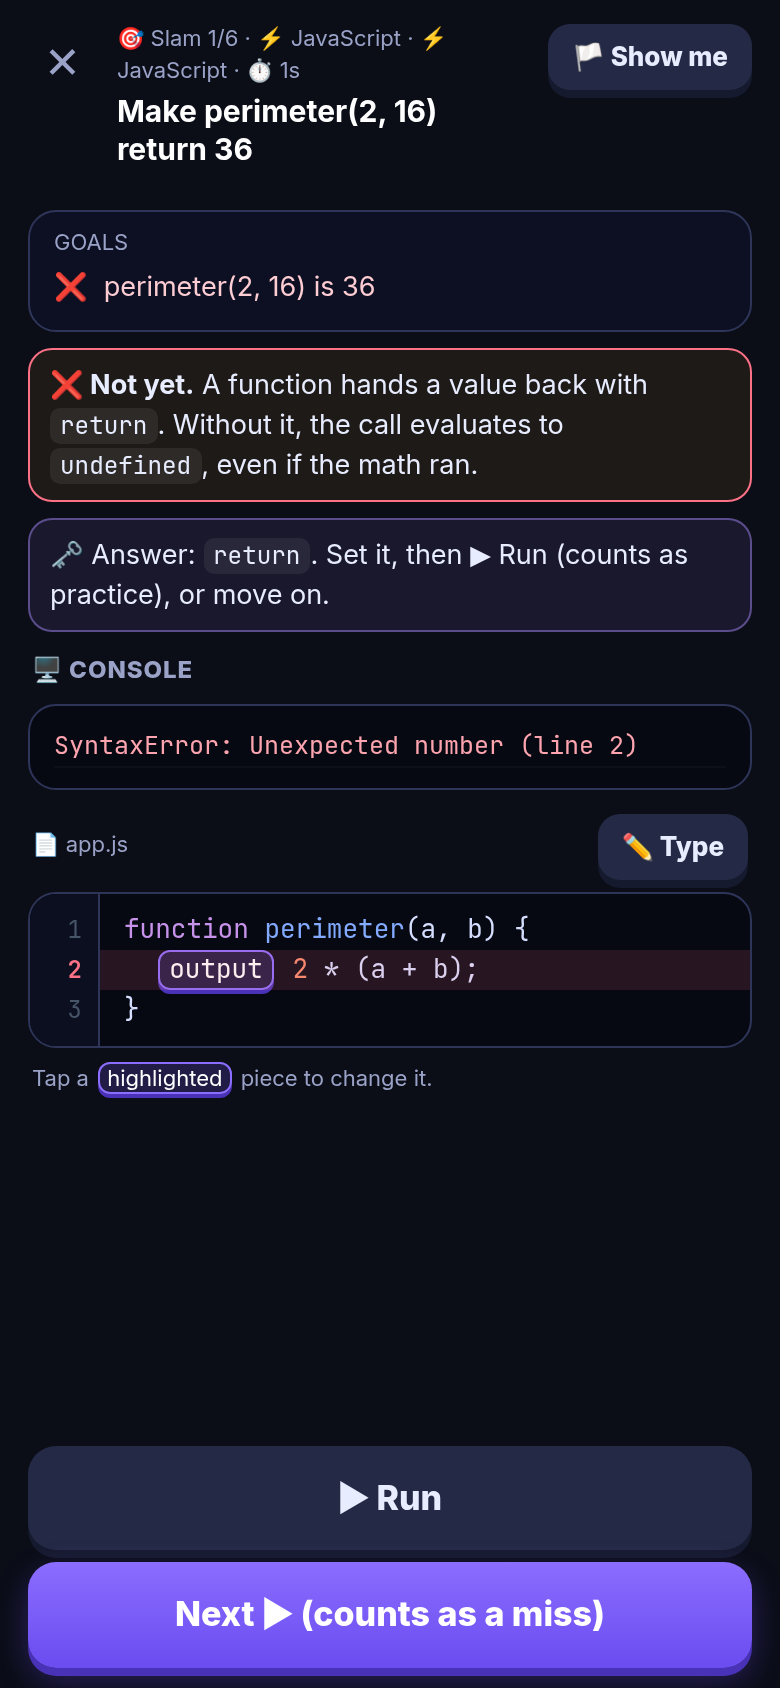 ✕
🎯 Slam 1/6 · ⚡ JavaScript · ⚡
JavaScript · ⏱️ 1s
Make perimeter(2, 16)
return 36
🏳️ Show me
GOALS
❌ perimeter(2, 16) is 36
❌ Not yet. A function hands a value back with
return. Without it, the call evaluates to
undefined, even if the math ran.
🗝️ Answer: return. Set it, then ▶ Run (counts as
practice), or move on.
🖥️ CONSOLE
SyntaxError: Unexpected number (line 2)
📄 app.js
✏️ Type
1 function perimeter(a, b) {
2 output 2 * (a + b);
3 }
Tap a highlighted piece to change it.
▶ Run
Next ▶ (counts as a miss)